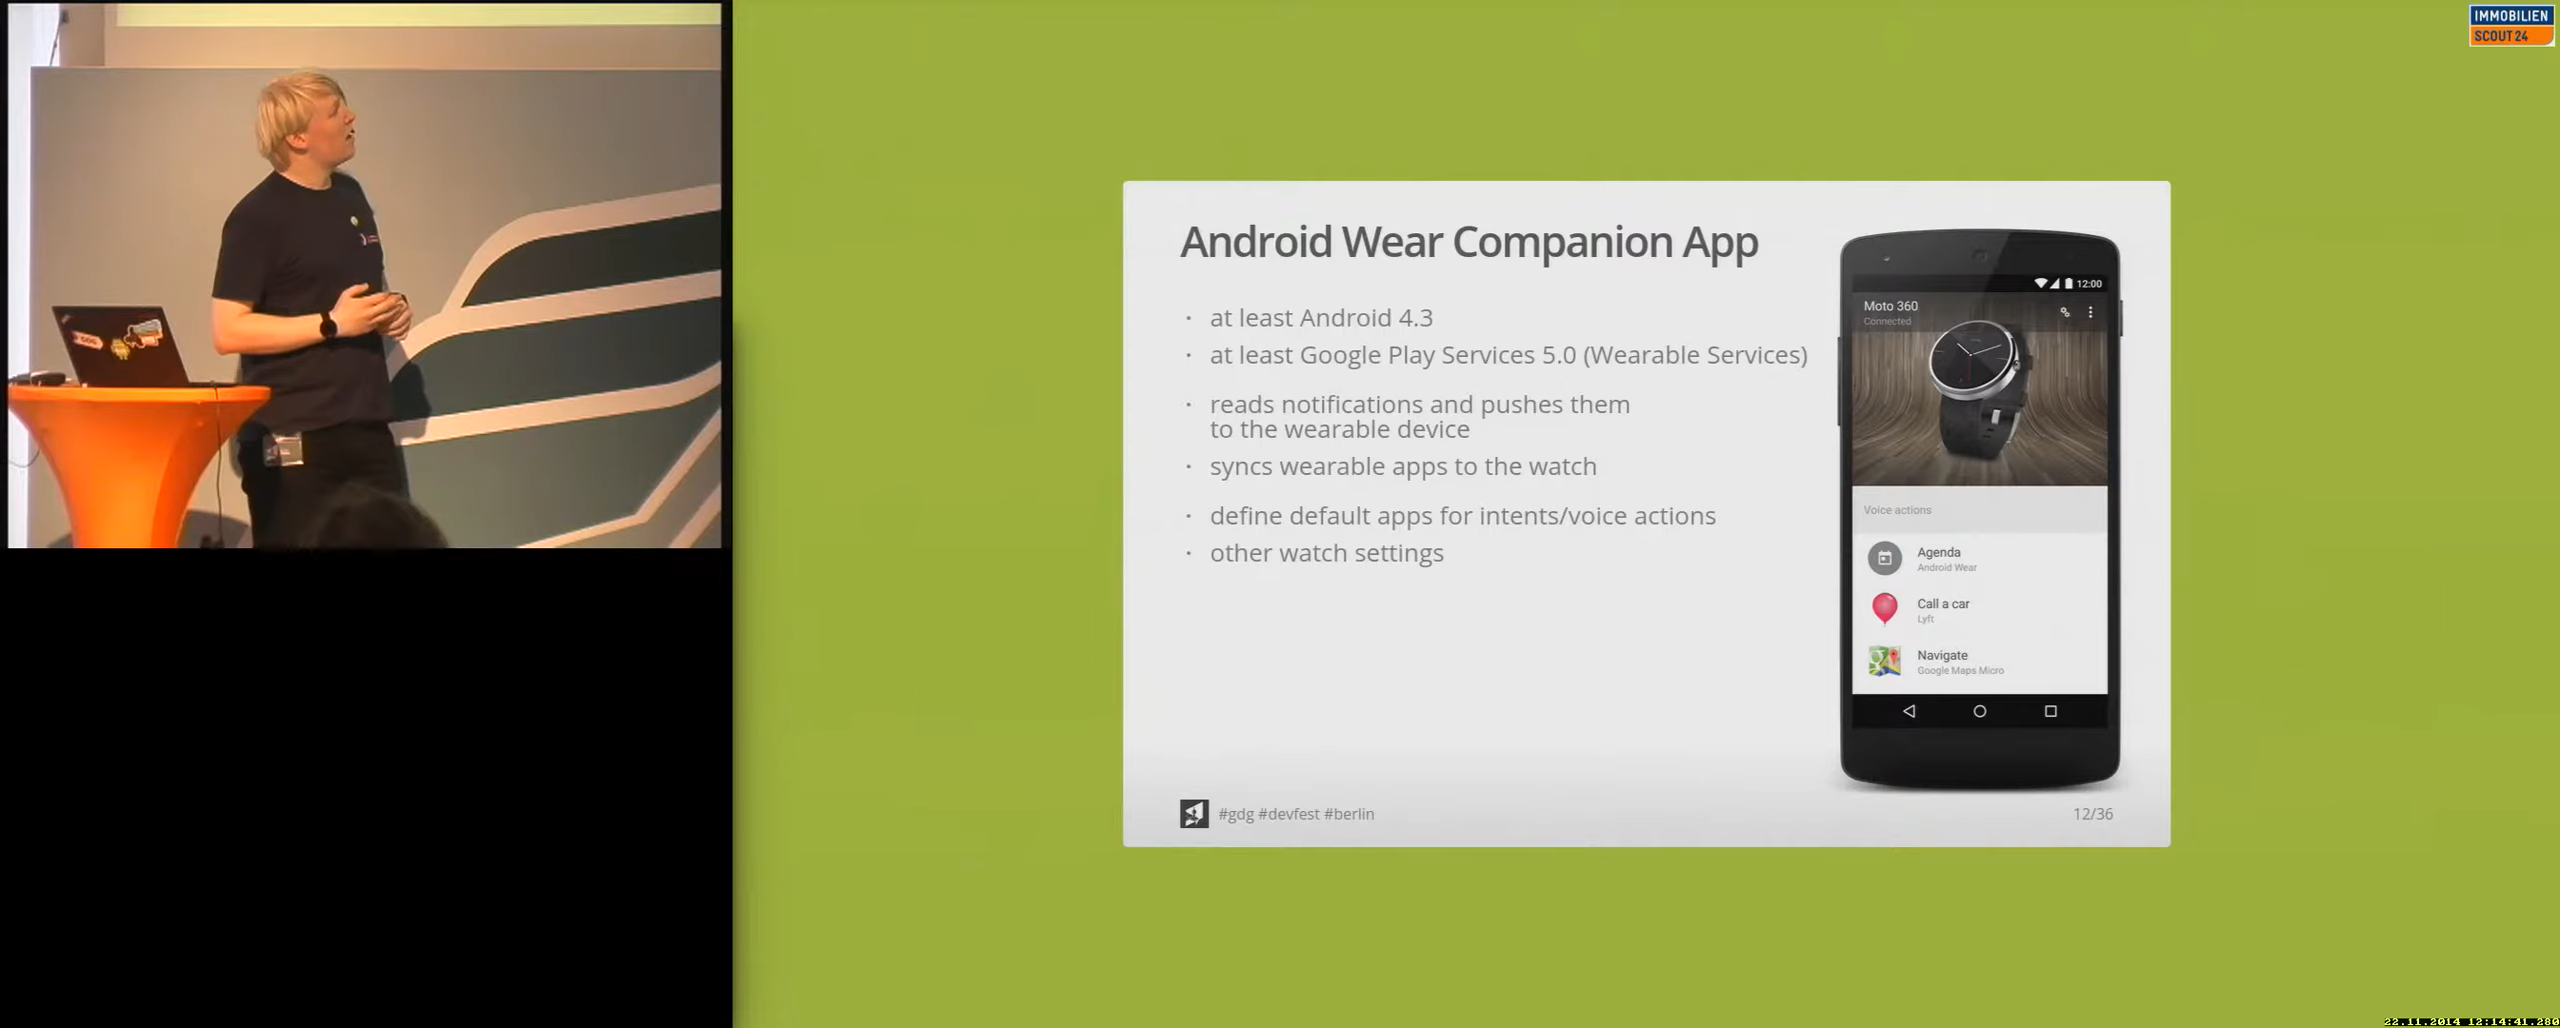 IMMOBILIEN
SCOUT24
Android Wear Companion App
· at least Android 4.3
· at least Google Play Services 5.0 (Wearable Services)
· reads notifications and pushes them
to the wearable device
· syncs wearable apps to the watch
· define default apps for intents/voice actions
· other watch settings
12:00
Moto 360
Connected
Voice actions
Agenda
Android Wear
Call a car
Lyft
Navigate
Google Maps Micro
#gdg #devfest #berlin
12/36
22.11.2014 12:14:41.280